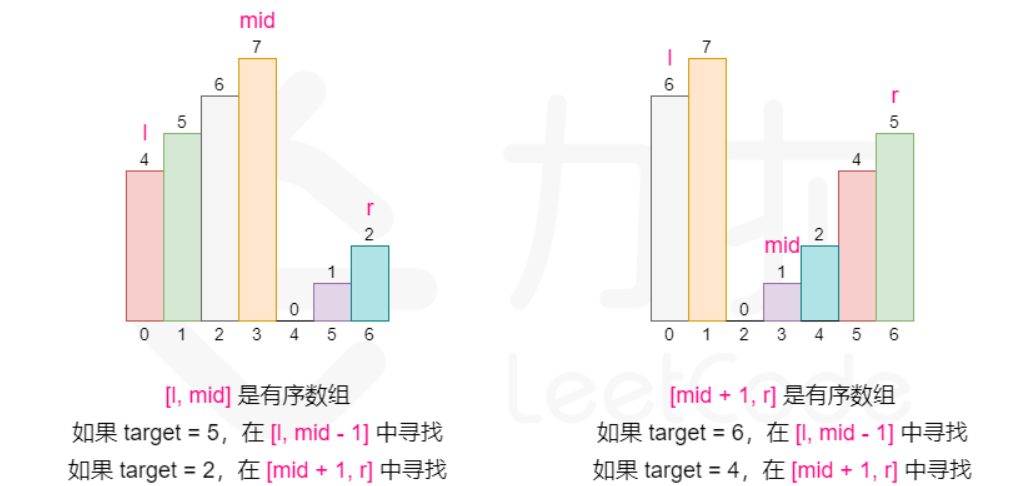 mid
7
6
l
5
4
r
2
1
0
0 1 2 3 4 5 6
[l, mid] 是有序数组
如果 target = 5，在 [l, mid - 1] 中寻找
如果 target = 2，在 [mid + 1, r] 中寻找
l
7
6
r
5
4
mid
2
1
0
0 1 2 3 4 5 6
[mid + 1, r] 是有序数组
如果 target = 6，在 [l, mid - 1] 中寻找
如果 target = 4，在 [mid + 1, r] 中寻找
力扣
LeetCode